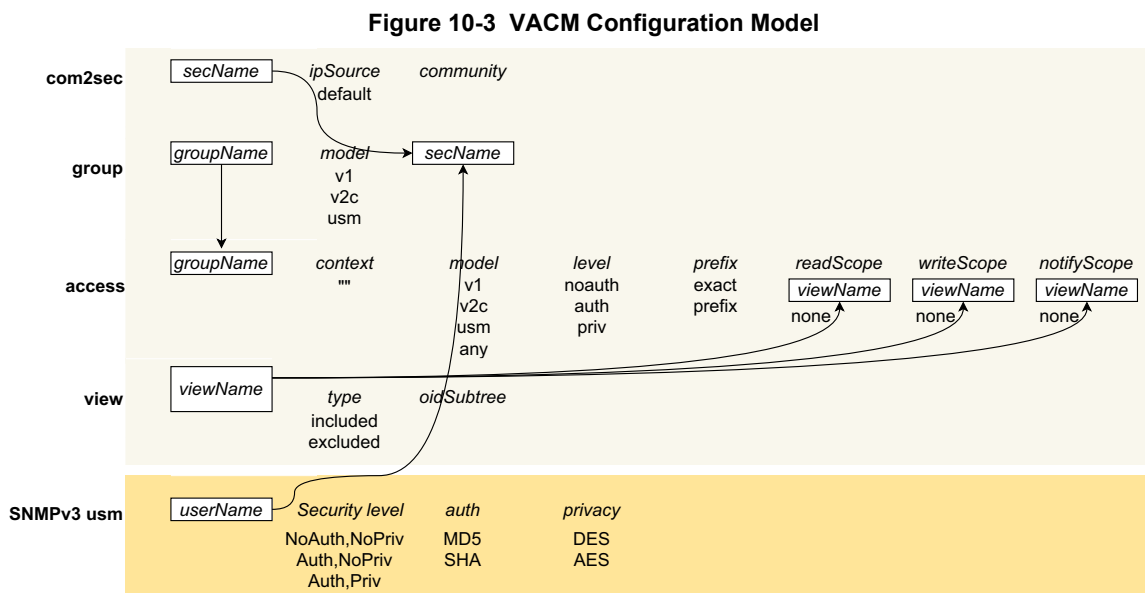 Figure 10-3  VACM Configuration Model
com2sec secName ipSource community
default
group groupName model secName
v1
v2c
usm
access groupName context model level prefix readScope writeScope notifyScope
"" v1 noauth exact viewName viewName viewName
v2c auth prefix none none none
usm priv
any
view viewName type oidSubtree
included
excluded
SNMPv3 usm userName Security level auth privacy
NoAuth,NoPriv MD5 DES
Auth,NoPriv SHA AES
Auth,Priv